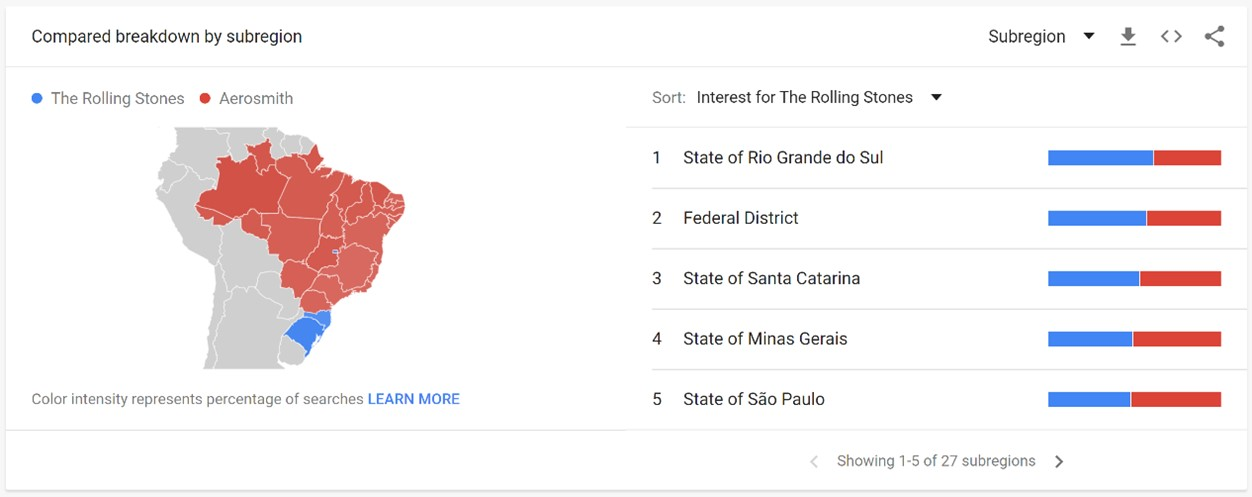 Compared breakdown by subregion
Subregion
The Rolling Stones
Aerosmith
Color intensity represents percentage of searches LEARN MORE
Sort: Interest for The Rolling Stones
1 State of Rio Grande do Sul
2 Federal District
3 State of Santa Catarina
4 State of Minas Gerais
5 State of São Paulo
Showing 1-5 of 27 subregions